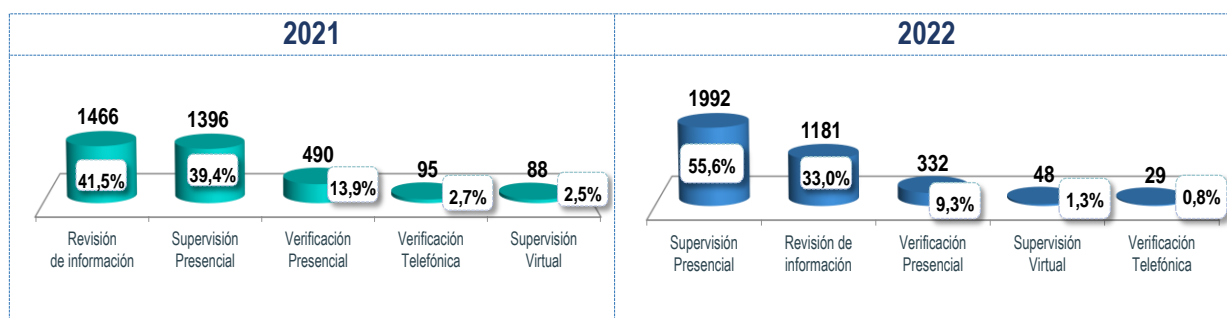 2021
1466
1396
490
95
88
41,5%
39,4%
13,9%
2,7%
2,5%
Revisión
de información
Supervisión
Presencial
Verificación
Presencial
Verificación
Telefónica
Supervisión
Virtual
2022
1992
1181
332
48
29
55,6%
33,0%
9,3%
1,3%
0,8%
Supervisión
Presencial
Revisión de
información
Verificación
Presencial
Supervisión
Virtual
Verificación
Telefónica